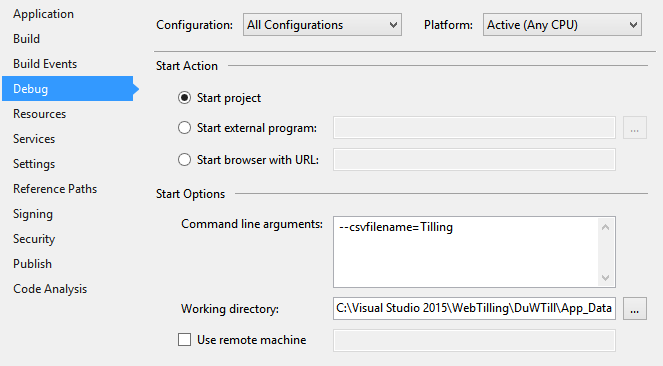 Application
Build
Build Events
Debug
Resources
Services
Settings
Reference Paths
Signing
Security
Publish
Code Analysis
Configuration: All Configurations Platform: Active (Any CPU)
Start Action
Start project
Start external program: ...
Start browser with URL:
Start Options
Command line arguments: --csvfilename=Tilling
Working directory: C:\Visual Studio 2015\WebTilling\DuWTill\App_Data ...
Use remote machine